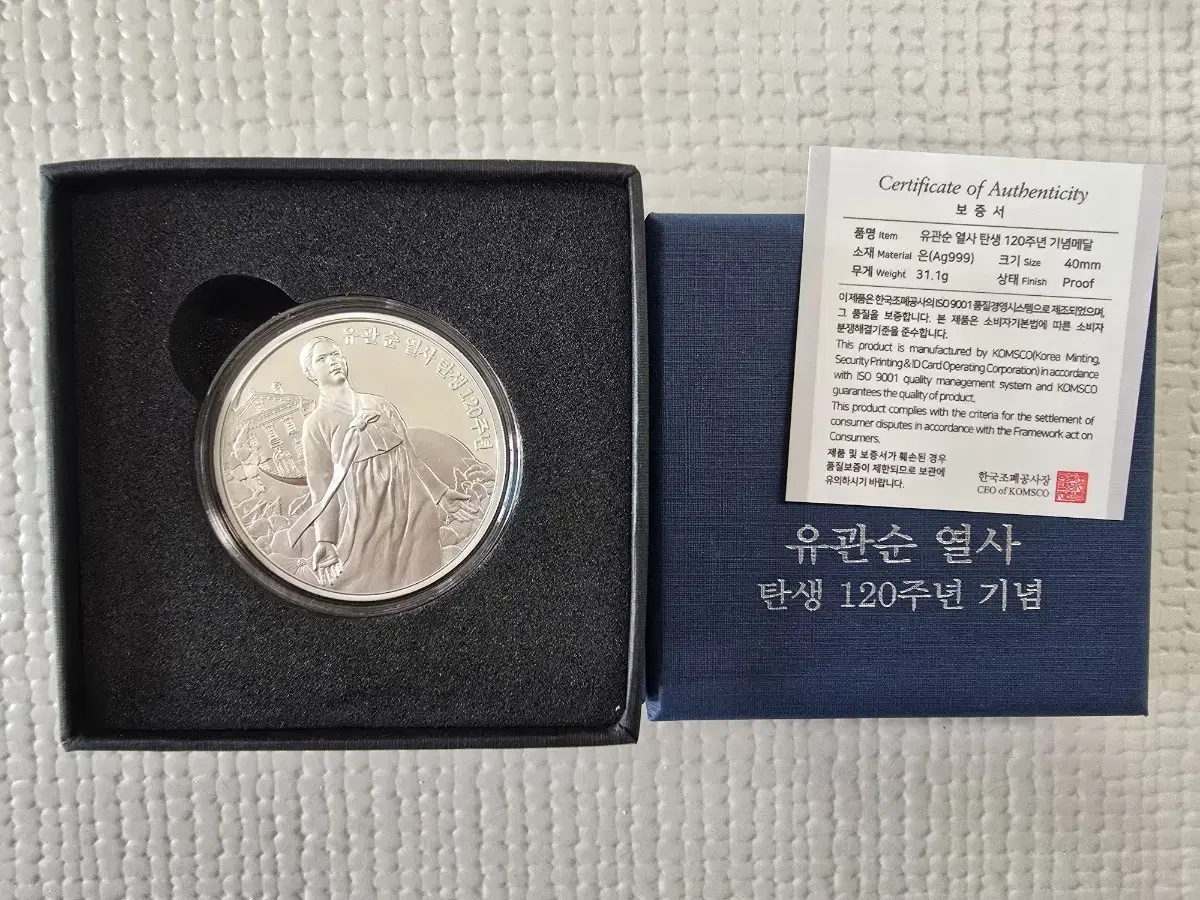 유관순 열사 탄생 120주년
Certificate of Authenticity
보 증 서
품명 Item 유관순 열사 탄생 120주년 기념메달
소재 Material 은(Ag999) 크기 Size 40mm
무게 Weight 31.1g 상태 Finish Proof
이 제품은 한국조폐공사의 ISO 9001 품질경영시스템으로 제조되었으며,
그 품질을 보증합니다. 본 제품은 소비자기본법에 따른 소비자
분쟁해결기준을 준수합니다.
This product is manufactured by KOMSCO(Korea Minting,
Security Printing & ID Card Operating Corporation) in accordance
with ISO 9001 quality management system and KOMSCO
guarantees the quality of product.
This product complies with the criteria for the settlement of
consumer disputes in accordance with the Framework act on
Consumers.
제품 및 보증서가 훼손된 경우
품질보증이 제한되므로 보관에
유의하시기 바랍니다.
한국조폐공사장
CEO of KOMSCO
유관순 열사
탄생 120주년 기념